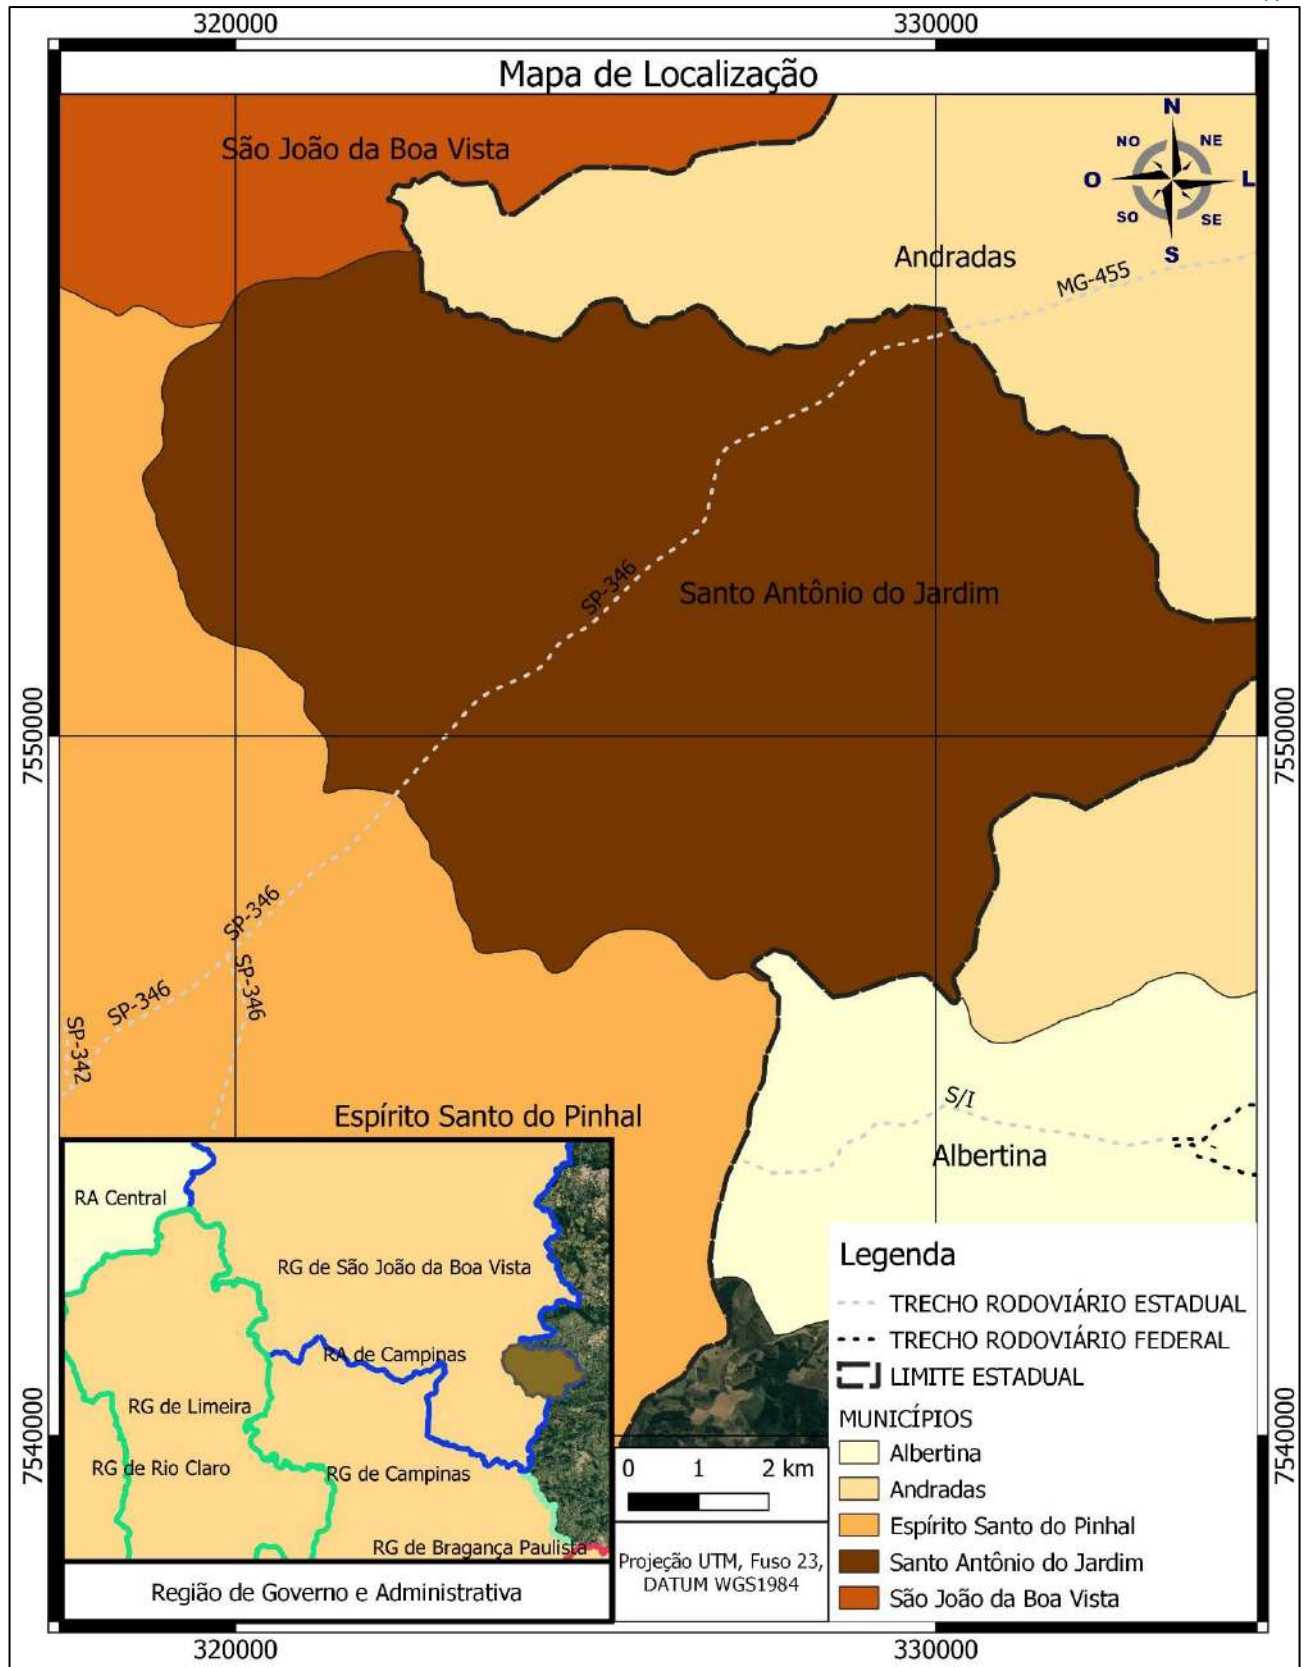 320000
330000
Mapa de Localização
São João da Boa Vista
N
NO
NE
O
L
SO
SE
S
Andradas
MG-455
SP-346
Santo Antônio do Jardim
7550000
7550000
SP-346
SP-346
SP-346
SP-342
Espírito Santo do Pinhal
S/I
Albertina
RA Central
RG de São João da Boa Vista
RA de Campinas
RG de Limeira
RG de Rio Claro
RG de Campinas
RG de Bragança Paulista
Região de Governo e Administrativa
7540000
7540000
0 1 2 km
Projeção UTM, Fuso 23,
DATUM WGS1984
Legenda
TRECHO RODOVIÁRIO ESTADUAL
TRECHO RODOVIÁRIO FEDERAL
LIMITE ESTADUAL
MUNICÍPIOS
Albertina
Andradas
Espírito Santo do Pinhal
Santo Antônio do Jardim
São João da Boa Vista
320000
330000